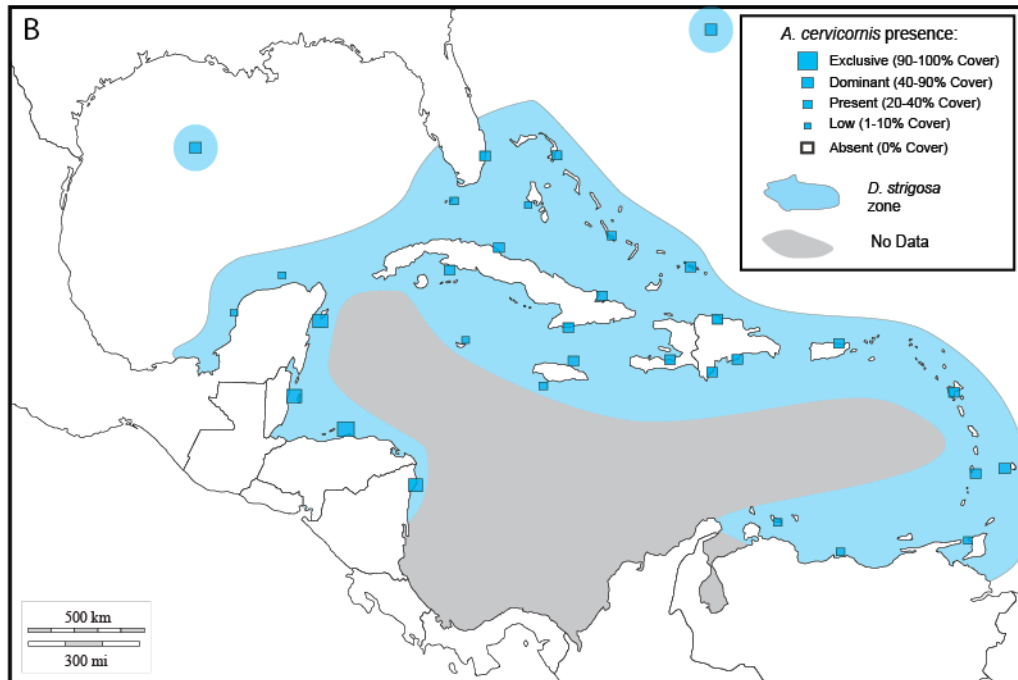 B
A. cervicornis presence:
Exclusive (90-100% Cover)
Dominant (40-90% Cover)
Present (20-40% Cover)
Low (1-10% Cover)
Absent (0% Cover)
D. strigosa
zone
No Data
500 km
300 mi